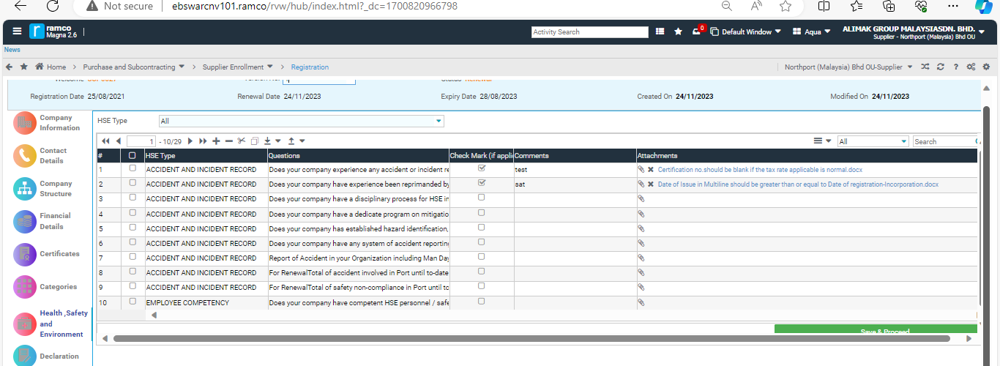 Not secure ebswarcnv101.ramco/rvw/hub/index.html?_dc=1700820966798
ramco
Magna 2.6
Activity Search
0
Default Window
Aqua
ALIMAK GROUP MALAYSIASDN. BHD.
Supplier - Northport (Malaysia) Bhd OU
News
Home > Purchase and Subcontracting > Supplier Enrollment > Registration
Northport (Malaysia) Bhd OU-Supplier
Registration Date 25/08/2021 Renewal Date 24/11/2023 Expiry Date 28/08/2023 Created On 24/11/2023 Modified On 24/11/2023
Company Information
Contact Details
Company Structure
Financial Details
Certificates
Categories
Health ,Safety and Environment
Declaration
HSE Type All
1 - 10/29 All Search
# HSE Type Questions Check Mark (if appli Comments Attachments
1 ACCIDENT AND INCIDENT RECORD Does your company experience any accident or incident re test Certification no.should be blank if the tax rate applicable is normal.docx
2 ACCIDENT AND INCIDENT RECORD Does your company have experience been reprimanded by sat Date of Issue in Multiline should be greater than or equal to Date of registration-Incorporation.docx
3 ACCIDENT AND INCIDENT RECORD Does your company have a disciplinary process for HSE in
4 ACCIDENT AND INCIDENT RECORD Does your company have a dedicate program on mitigatio
5 ACCIDENT AND INCIDENT RECORD Does your company has established hazard identification,
6 ACCIDENT AND INCIDENT RECORD Does your company have any system of accident reporting
7 ACCIDENT AND INCIDENT RECORD Report of Accident in your Organization including Man Day
8 ACCIDENT AND INCIDENT RECORD For RenewalTotal of accident involved in Port until to-date
9 ACCIDENT AND INCIDENT RECORD For RenewalTotal of safety non-compliance in Port until to
10 EMPLOYEE COMPETENCY Does your company have competent HSE personnel / safe
Save & Proceed